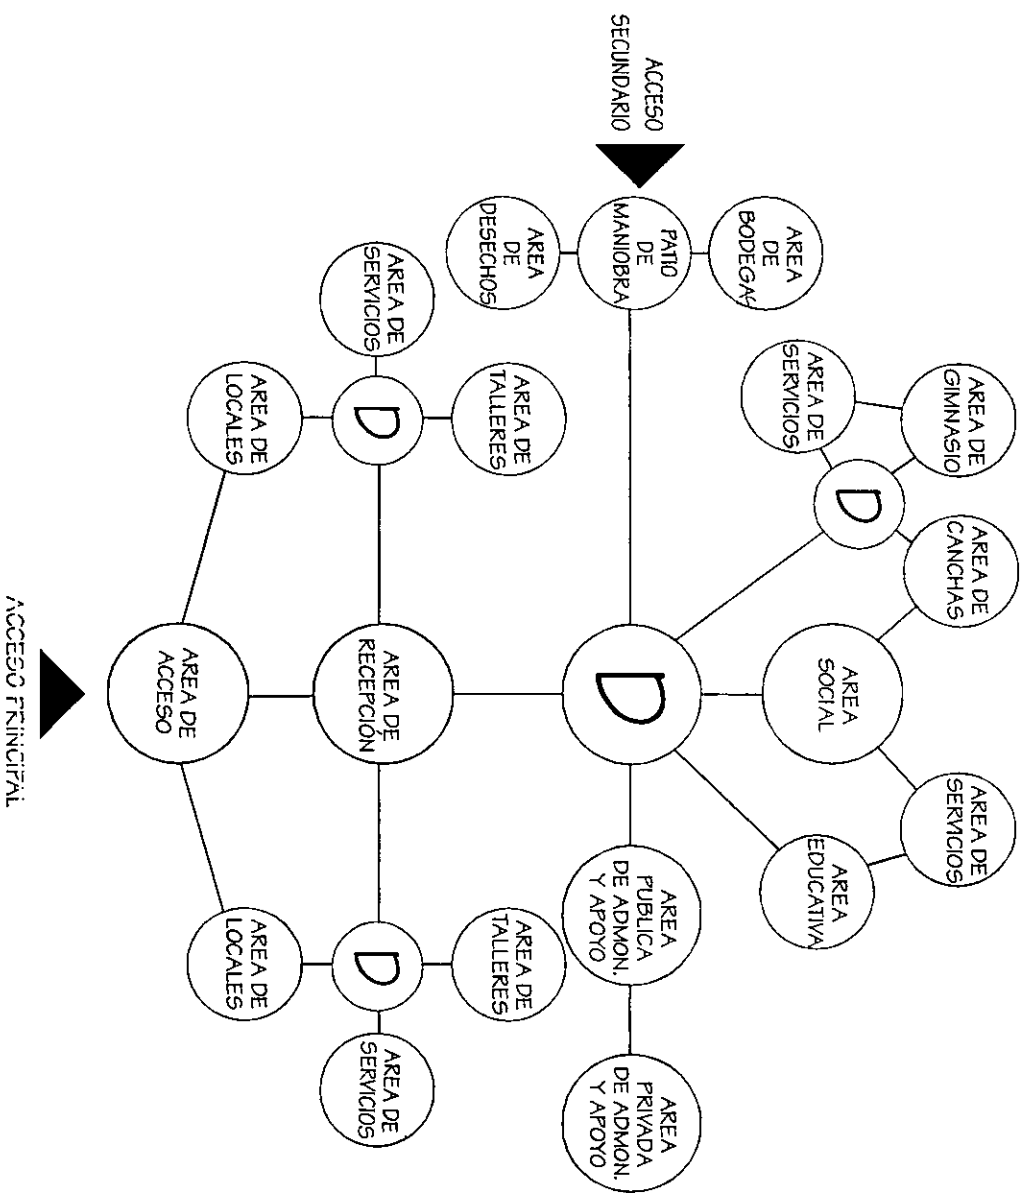 AREA DE
GIMNASIO
AREA DE
CANCHAS
AREA DE
SERVICIOS
AREA DE
SERVICIOS
D
AREA
SOCIAL
AREA
EDUCATIVA
AREA
DE
BODEGAS
ACCESO
SECUNDARIO
PATIO
DE
MANIOBRA
D
AREA
PUBLICA
DE ADMON.
Y APOYO
AREA
PRIVADA
DE ADMON.
Y APOYO
AREA
DE
DESECHOS
AREA DE
TALLERES
AREA DE
TALLERES
AREA DE
SERVICIOS
D
AREA DE
RECEPCIÓN
D
AREA DE
SERVICIOS
AREA DE
LOCALES
AREA DE
LOCALES
AREA DE
ACCESO
ACCESO PRINCIPAL